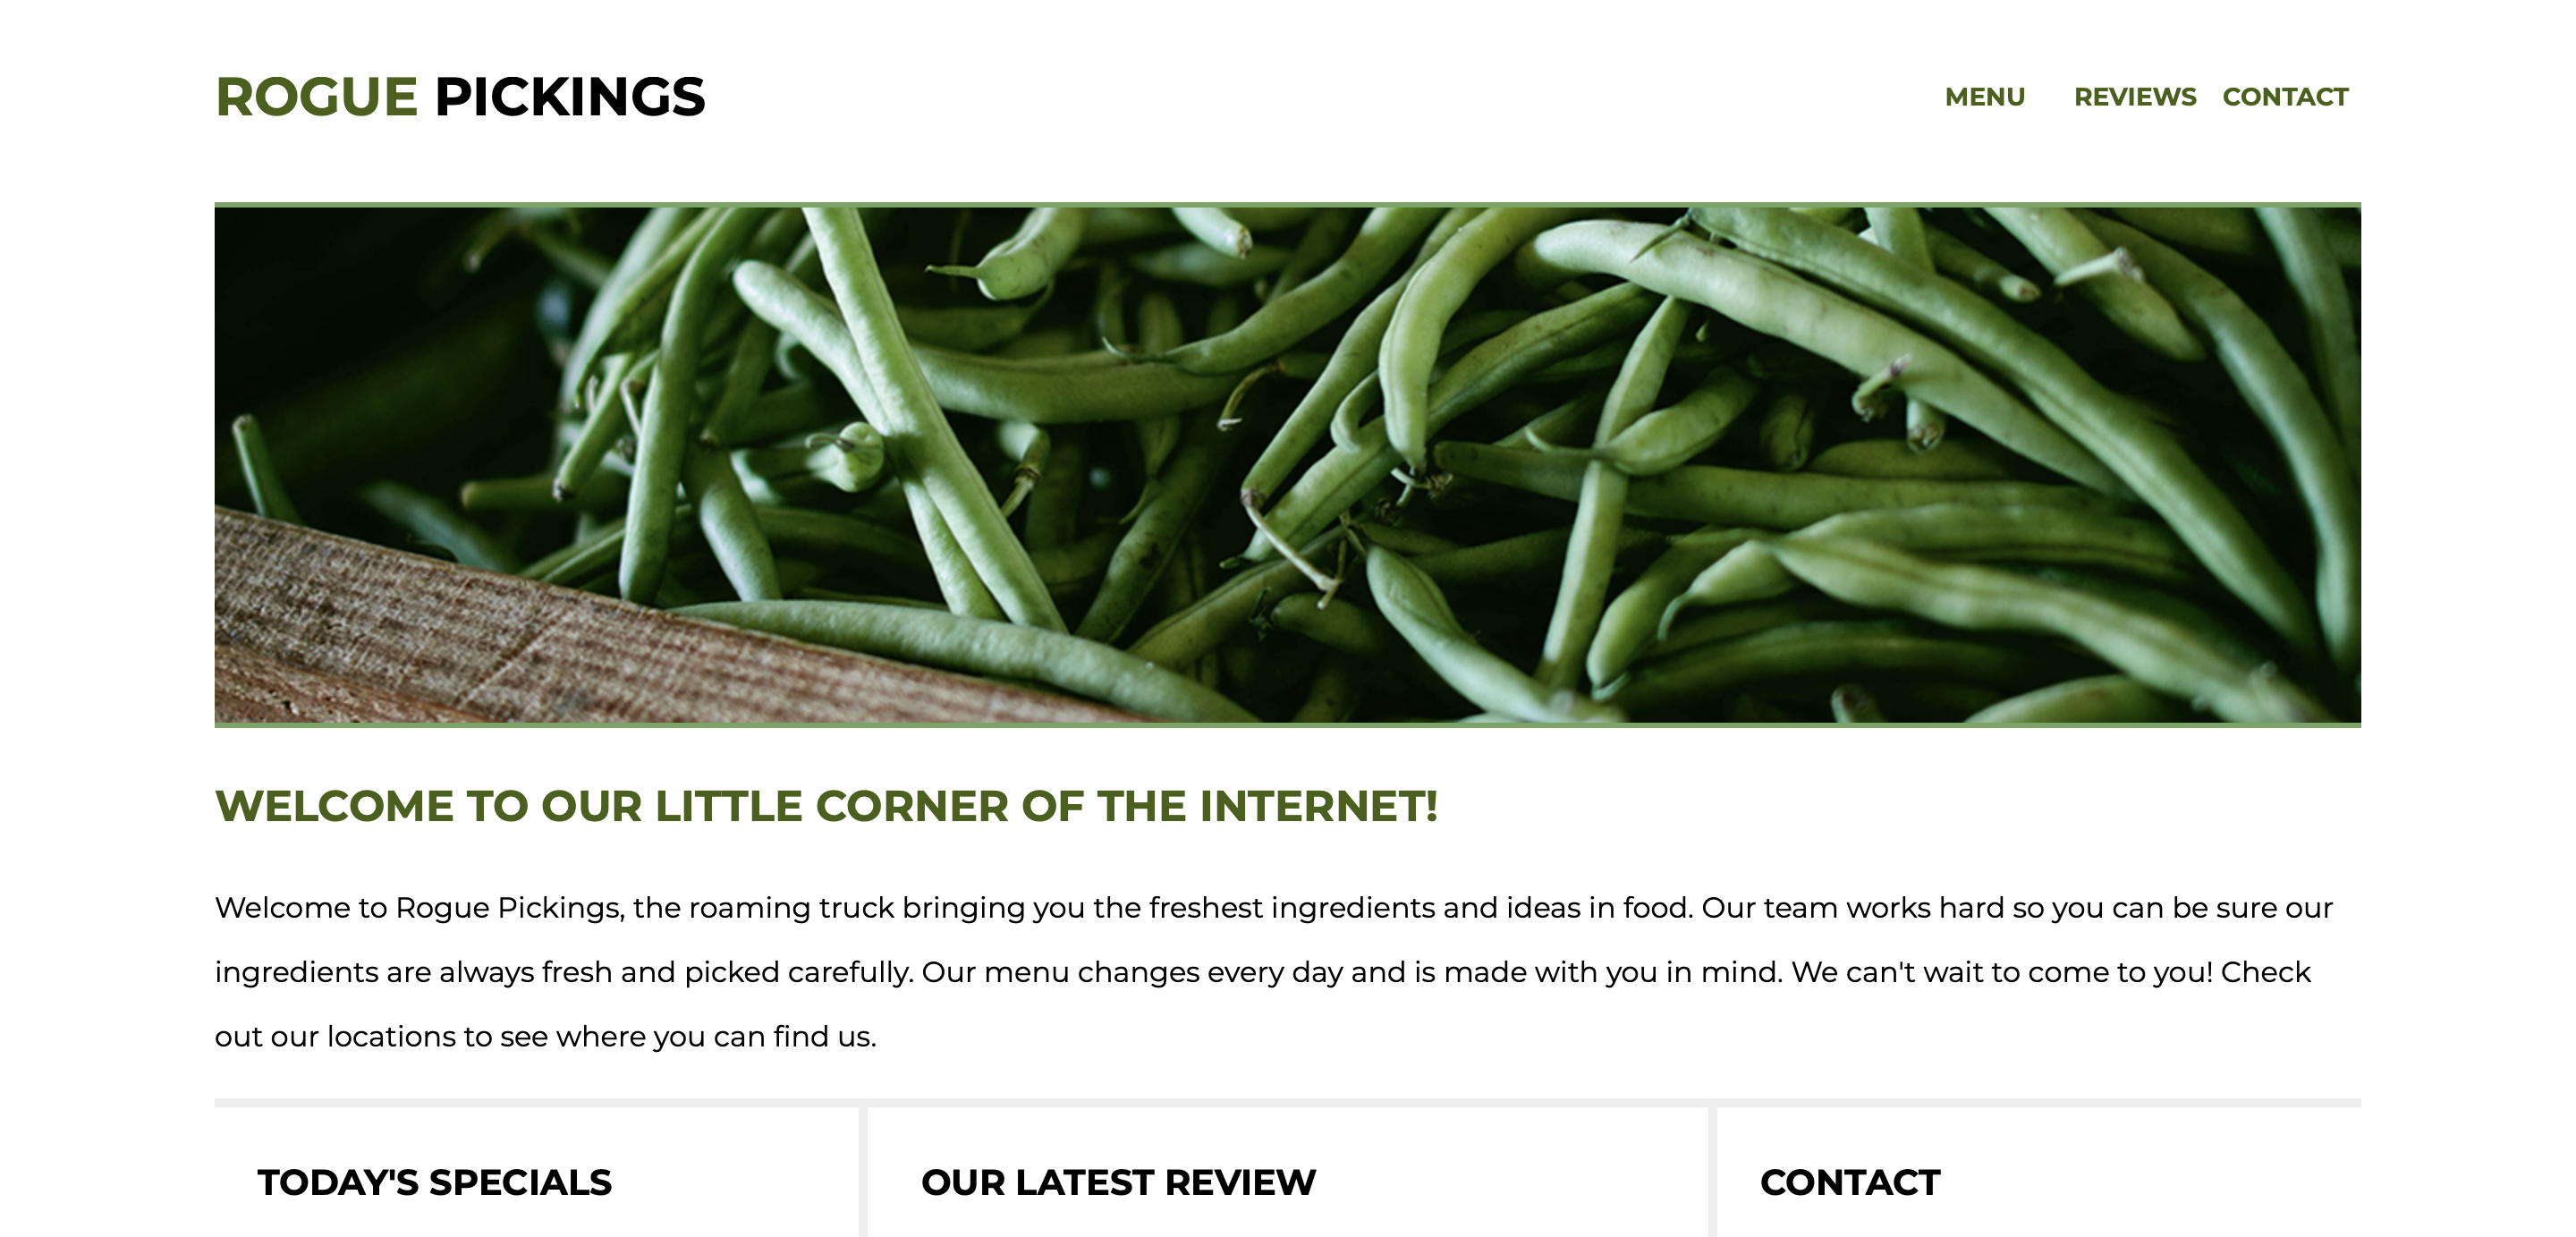 ROGUE PICKINGS
MENU REVIEWS CONTACT
WELCOME TO OUR LITTLE CORNER OF THE INTERNET!
Welcome to Rogue Pickings, the roaming truck bringing you the freshest ingredients and ideas in food. Our team works hard so you can be sure our
ingredients are always fresh and picked carefully. Our menu changes every day and is made with you in mind. We can't wait to come to you! Check
out our locations to see where you can find us.
TODAY'S SPECIALS
OUR LATEST REVIEW
CONTACT